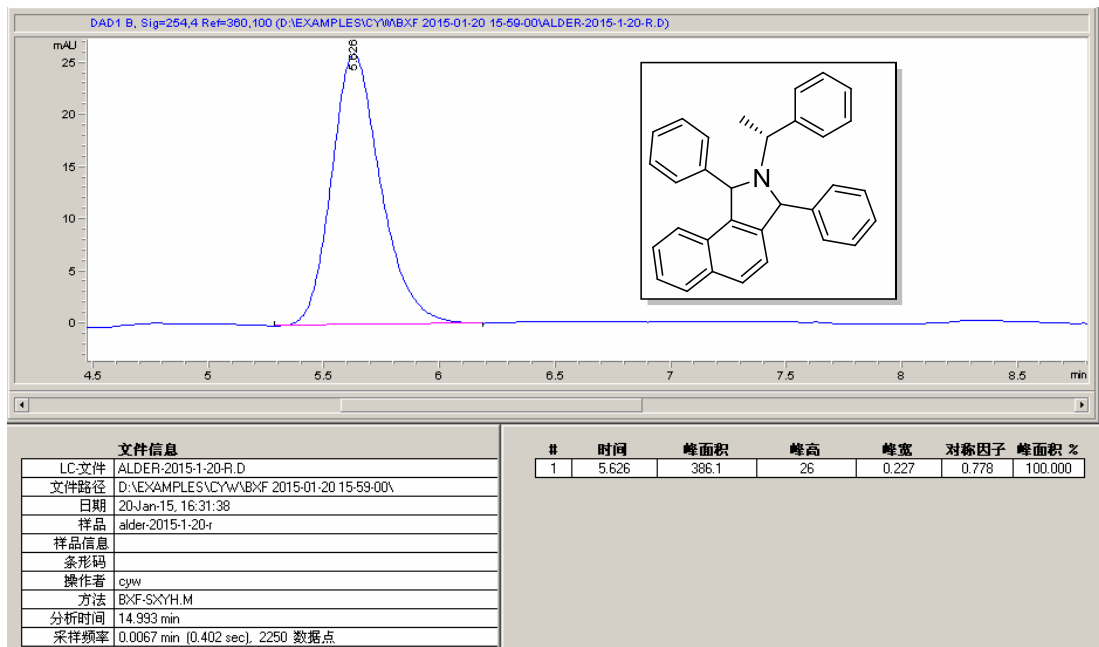 DAD1 B, Sig=254,4 Ref=360,100 (D:\EXAMPLES\CYW\BXF 2015-01-20 15-59-00\ALDER-2015-1-20-R.D)
mAU
25
20
15
10
5
0
5.626
N
4.5 5 5.5 6 6.5 7 7.5 8 8.5 min
文件信息
LC-文件 ALDER-2015-1-20-R.D
文件路径 D:\EXAMPLES\CYW\BXF 2015-01-20 15-59-00\
日期 20-Jan-15, 16:31:38
样品 alder-2015-1-20-r
样品信息
条形码
操作者 cyw
方法 BXF-SXYH.M
分析时间 14.993 min
采样频率 0.0067 min (0.402 sec), 2250 数据点
# 时间 峰面积 峰高 峰宽 对称因子 峰面积 %
1 5.626 386.1 26 0.227 0.778 100.000